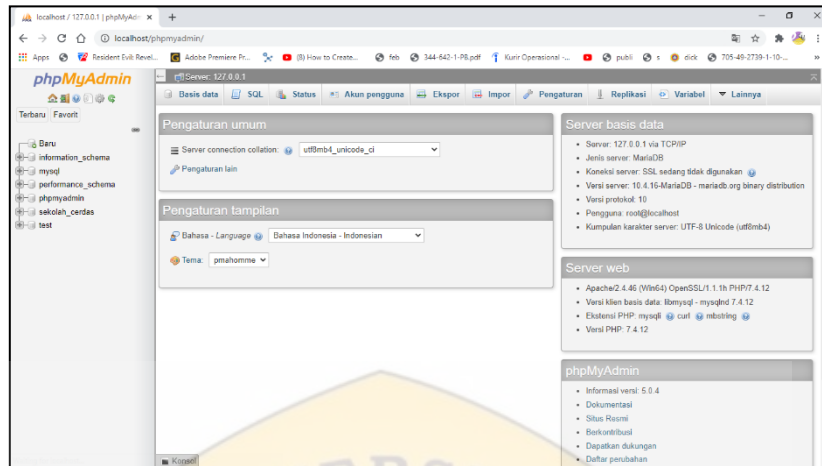 localhost / 127.0.0.1 | phpMyAdm
localhost/phpmyadmin/
Apps
Resident Evik Revel...
Adobe Premiere Pr...
(8) How to Create...
feb
344-642-1-PB.pdf
Kurir Operasional -...
publi
s
dick
705-49-2739-1-10-...
phpMyAdmin
Terbaru Favorit
Baru
information_schema
mysql
performance_schema
phpmyadmin
sekolah_cerdas
test
Server: 127.0.0.1
Basis data SQL Status Akun pengguna Ekspor Impor Pengaturan Replikasi Variabel Lainnya
Pengaturan umum
Server connection collation: utf8mb4_unicode_ci
Pengaturan lain
Pengaturan tampilan
Bahasa - Language Bahasa Indonesia - Indonesian
Tema: pmahomme
Server basis data
Server: 127.0.0.1 via TCP/IP
Jenis server: MariaDB
Koneksi server: SSL sedang tidak digunakan
Versi server: 10.4.16-MariaDB - mariadb.org binary distribution
Versi protokol: 10
Pengguna: root@localhost
Kumpulan karakter server: UTF-8 Unicode (utf8mb4)
Server web
Apache/2.4.46 (Win64) OpenSSL/1.1.1h PHP/7.4.12
Versi klien basis data: libmysql - mysqlnd 7.4.12
Ekstensi PHP: mysqli curl mbstring
Versi PHP: 7.4.12
phpMyAdmin
Informasi versi: 5.0.4
Dokumentasi
Situs Resmi
Berkontribusi
Dapatkan dukungan
Daftar perubahan
Konsol